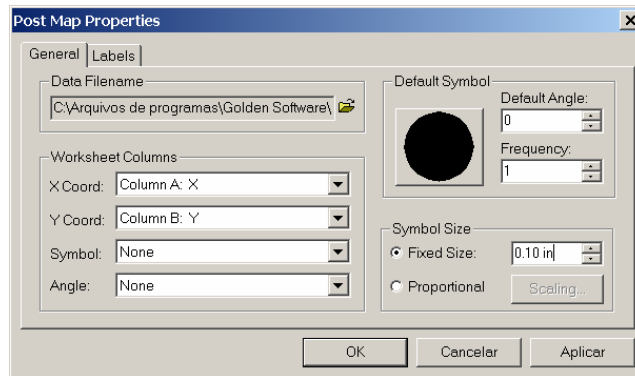 Post Map Properties
General
Labels
Data Filename
C:\Arquivos de programas\Golden Software\
Worksheet Columns
X Coord: Column A: X
Y Coord: Column B: Y
Symbol: None
Angle: None
Default Symbol
Default Angle:
0
Frequency:
1
Symbol Size
Fixed Size: 0.10 in
Proportional
Scaling...
OK
Cancelar
Aplicar